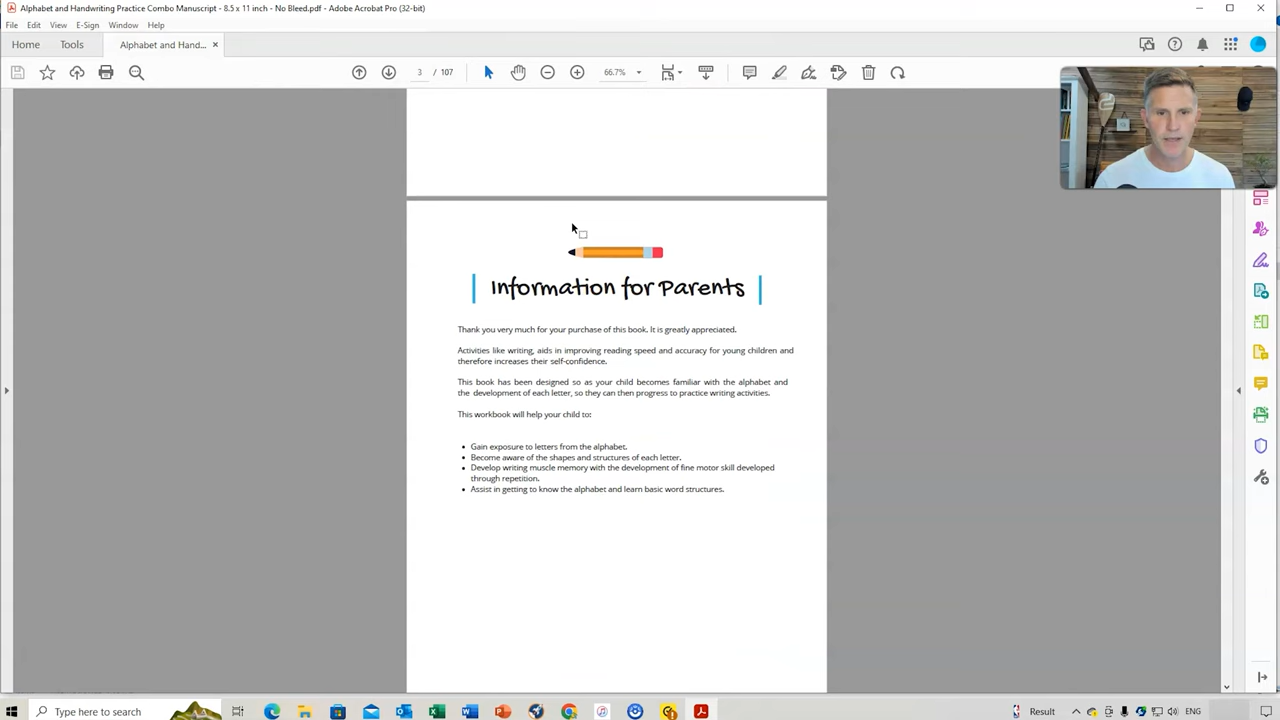 Alphabet and Handwriting Practice Combo Manuscript - 8.5 x 11 inch - No Bleed.pdf - Adobe Acrobat Pro (32-bit)
File Edit View E-Sign Window Help
Home Tools Alphabet and Hand... ×
3 / 107 66.7%
Information for Parents
Thank you very much for your purchase of this book. It is greatly appreciated.
Activities like writing, aids in improving reading speed and accuracy for young children and
therefore increases their self-confidence.
This book has been designed so as your child becomes familiar with the alphabet and
the development of each letter, so they can then progress to practice writing activities.
This workbook will help your child to:
• Gain exposure to letters from the alphabet.
• Become aware of the shapes and structures of each letter.
• Develop writing muscle memory with the development of fine motor skill developed
through repetition.
• Assist in getting to know the alphabet and learn basic word structures.
Type here to search Result ENG